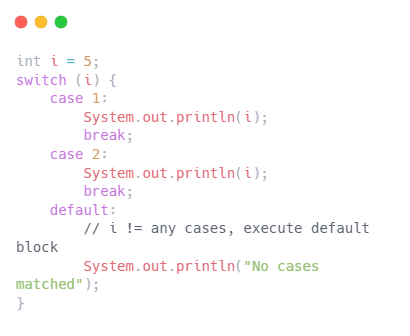 int i = 5;
switch (i) {
    case 1:
        System.out.println(i);
        break;
    case 2:
        System.out.println(i);
        break;
    default:
        // i != any cases, execute default
block
        System.out.println("No cases
matched");
}